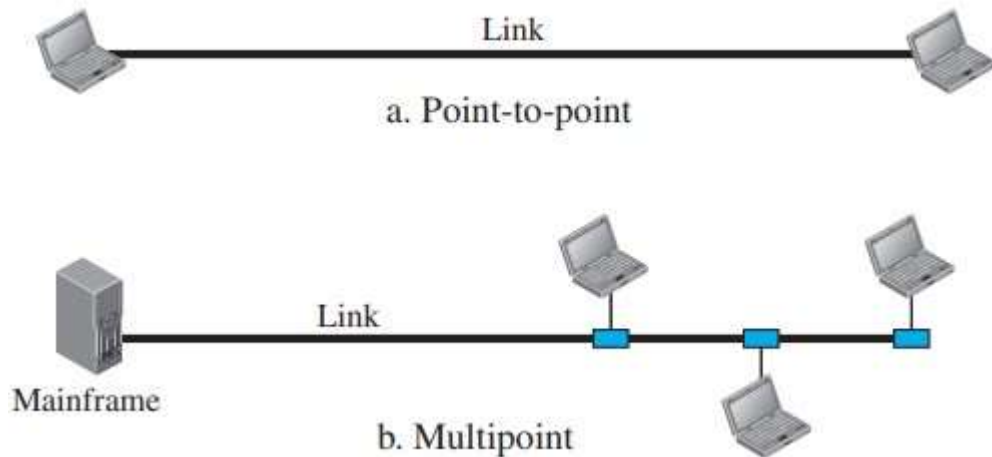 Link
a. Point-to-point
Link
Mainframe
b. Multipoint